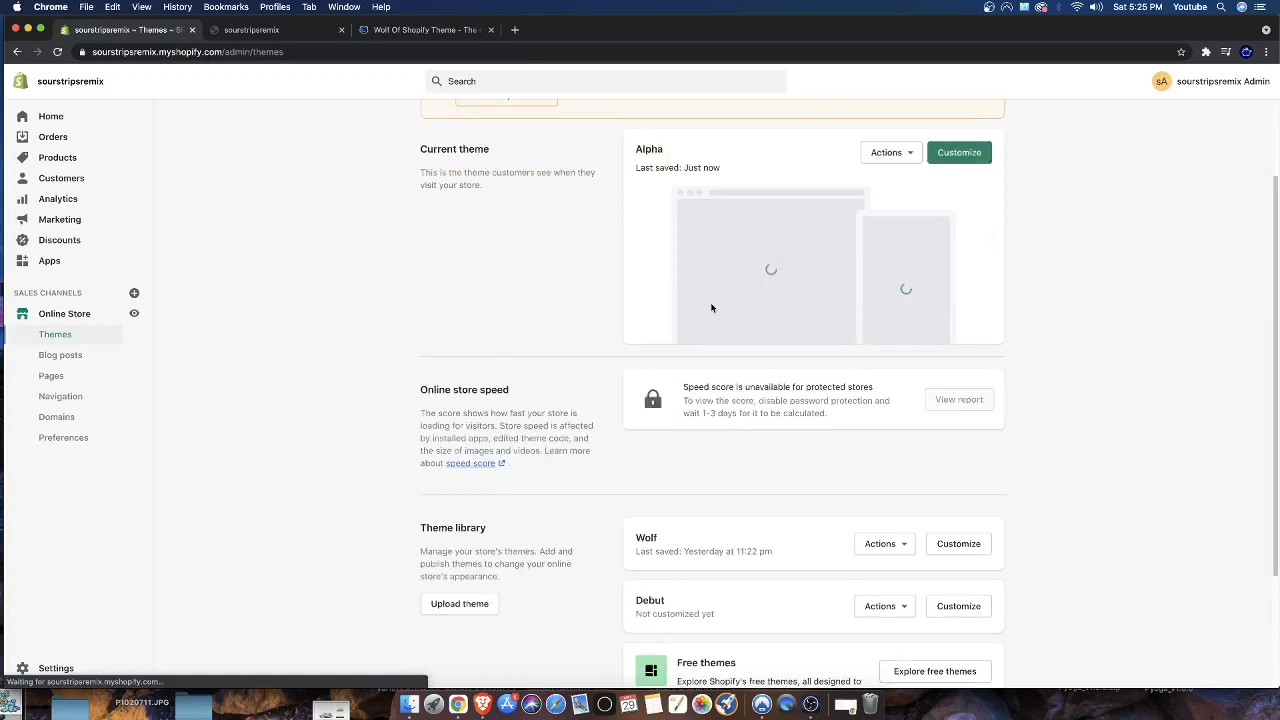 Chrome File Edit View History Bookmarks Profiles Tab Window Help Sat 5:25 PM Youtube
sourstripsremix ~ Themes ~ S sourstripsremix Wolf Of Shopify Theme - The
sourstripsremix.myshopify.com/admin/themes
sourstripsremix Search sA sourstripsremix Admin
Home
Orders
Products
Customers
Analytics
Marketing
Discounts
Apps
SALES CHANNELS
Online Store
Themes
Blog posts
Pages
Navigation
Domains
Preferences
Settings
Waiting for sourstripsremix.myshopify.com...
Current theme
This is the theme customers see when they
visit your store.
Alpha
Last saved: Just now
Actions Customize
Online store speed
The score shows how fast your store is
loading for visitors. Store speed is
affected by installed apps, edited theme code, and
the size of images and videos. Learn more
about speed score .
Speed score is unavailable for protected stores
To view the score, disable password protection and
wait 1-3 days for it to be calculated.
View report
Theme library
Manage your store's themes. Add and
publish themes to change your online
store's appearance.
Upload theme
Wolf
Last saved: Yesterday at 11:22 pm
Actions Customize
Debut
Not customized yet
Actions Customize
Free themes
Explore Shopify's free themes, all designed to
Explore free themes
P1020711.JPG